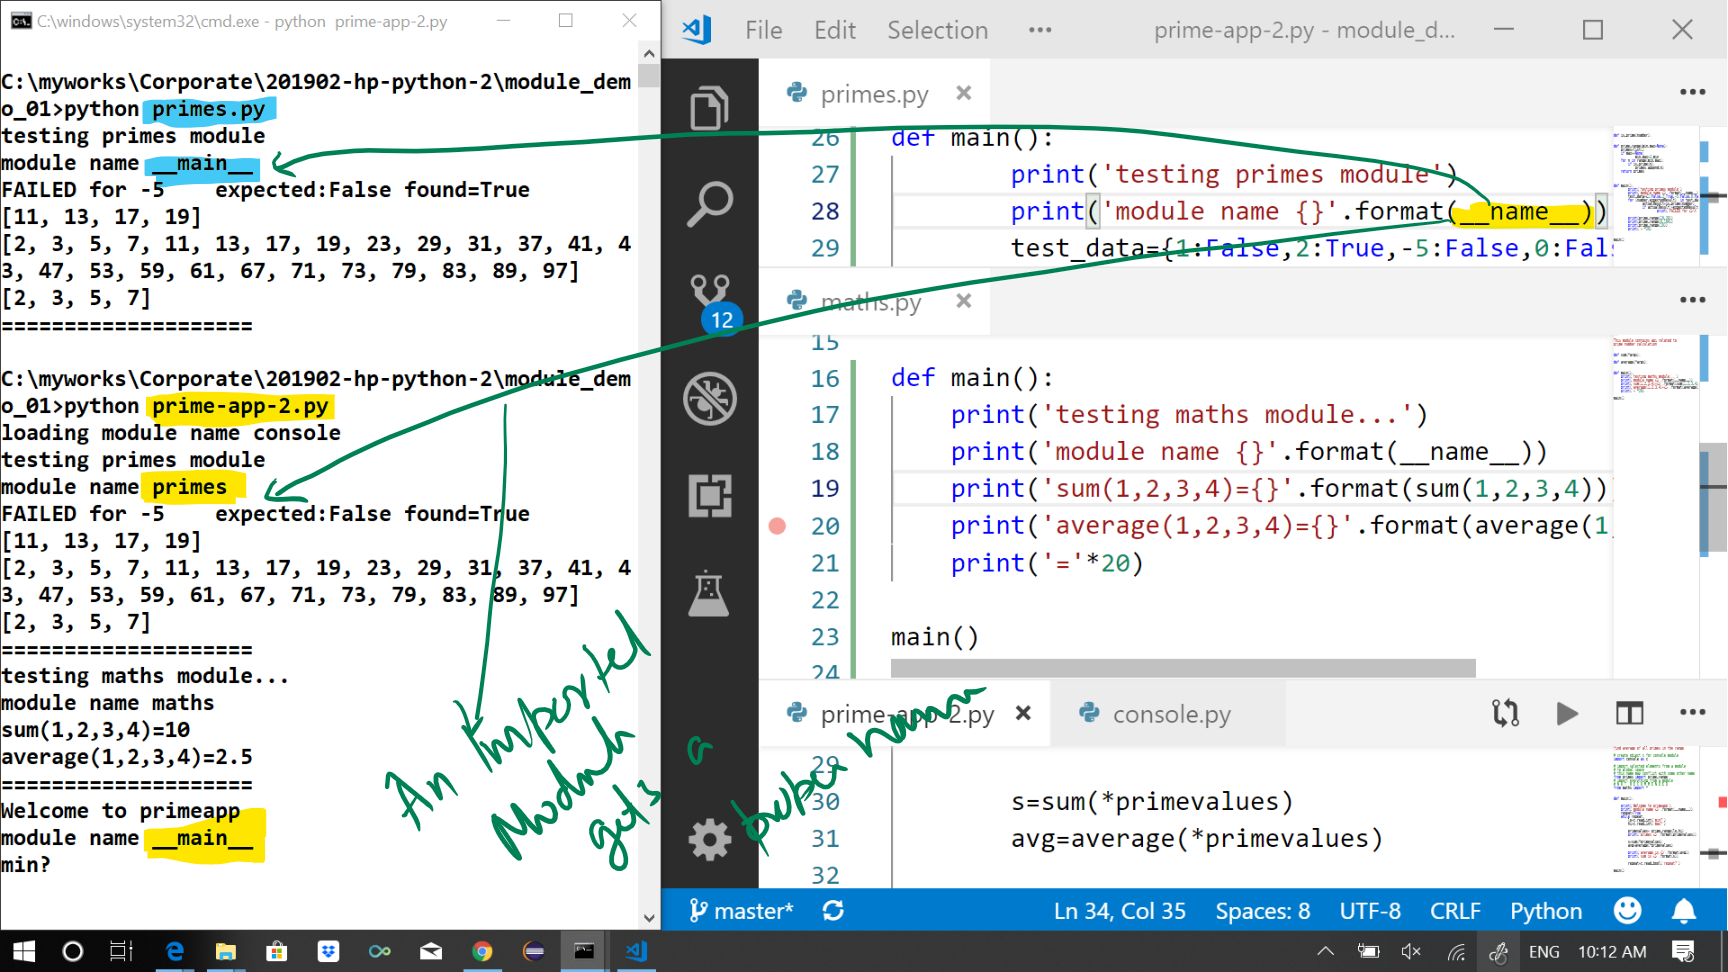 C:\windows\system32\cmd.exe - python  prime-app-2.py
C:\myworks\Corporate\201902-hp-python-2\module_dem
o_01>python primes.py
testing primes module
module name __main__
FAILED for -5    expected:False found=True
[11, 13, 17, 19]
[2, 3, 5, 7, 11, 13, 17, 19, 23, 29, 31, 37, 41, 4
3, 47, 53, 59, 61, 67, 71, 73, 79, 83, 89, 97]
[2, 3, 5, 7]
====================
C:\myworks\Corporate\201902-hp-python-2\module_dem
o_01>python prime-app-2.py
loading module name console
testing primes module
module name primes
FAILED for -5    expected:False found=True
[11, 13, 17, 19]
[2, 3, 5, 7, 11, 13, 17, 19, 23, 29, 31, 37, 41, 4
3, 47, 53, 59, 61, 67, 71, 73, 79, 83, 89, 97]
[2, 3, 5, 7]
====================
testing maths module...
module name maths
sum(1,2,3,4)=10
average(1,2,3,4)=2.5
====================
Welcome to primeapp
module name __main__
min?
An Imported
Module
gets
File Edit Selection ... prime-app-2.py - module_d...
primes.py
26 def main():
27 print('testing primes module')
28 print('module name {}'.format(__name__))
29 test_data={1:False,2:True,-5:False,0:Fal
maths.py
15
16 def main():
17 print('testing maths module...')
18 print('module name {}'.format(__name__))
19 print('sum(1,2,3,4)={}'.format(sum(1,2,3,4)))
20 print('average(1,2,3,4)={}'.format(average(1,
21 print('='*20)
22
23 main()
24
prime-app-2.py console.py
29
30 s=sum(*primevalues)
31 avg=average(*primevalues)
32
12
master* Ln 34, Col 35 Spaces: 8 UTF-8 CRLF Python
ENG 10:12 AM